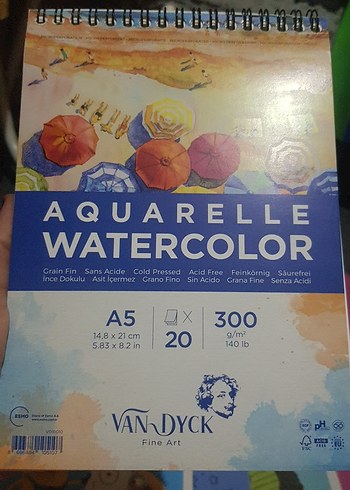 AQUARELLE
WATERCOLOR
Grain Fin Sans Acide Cold Pressed Acid Free Feinkörnig Säurefrei
İnce Dokulu Asit İçermez Grano Fino Sin Acido Grana Fine Senza Acidi
A5
14,8 x 21 cm
5.83 x 8.2 in
X
20
300
g/m²
140 lb
VAN DYCK
Fine Art